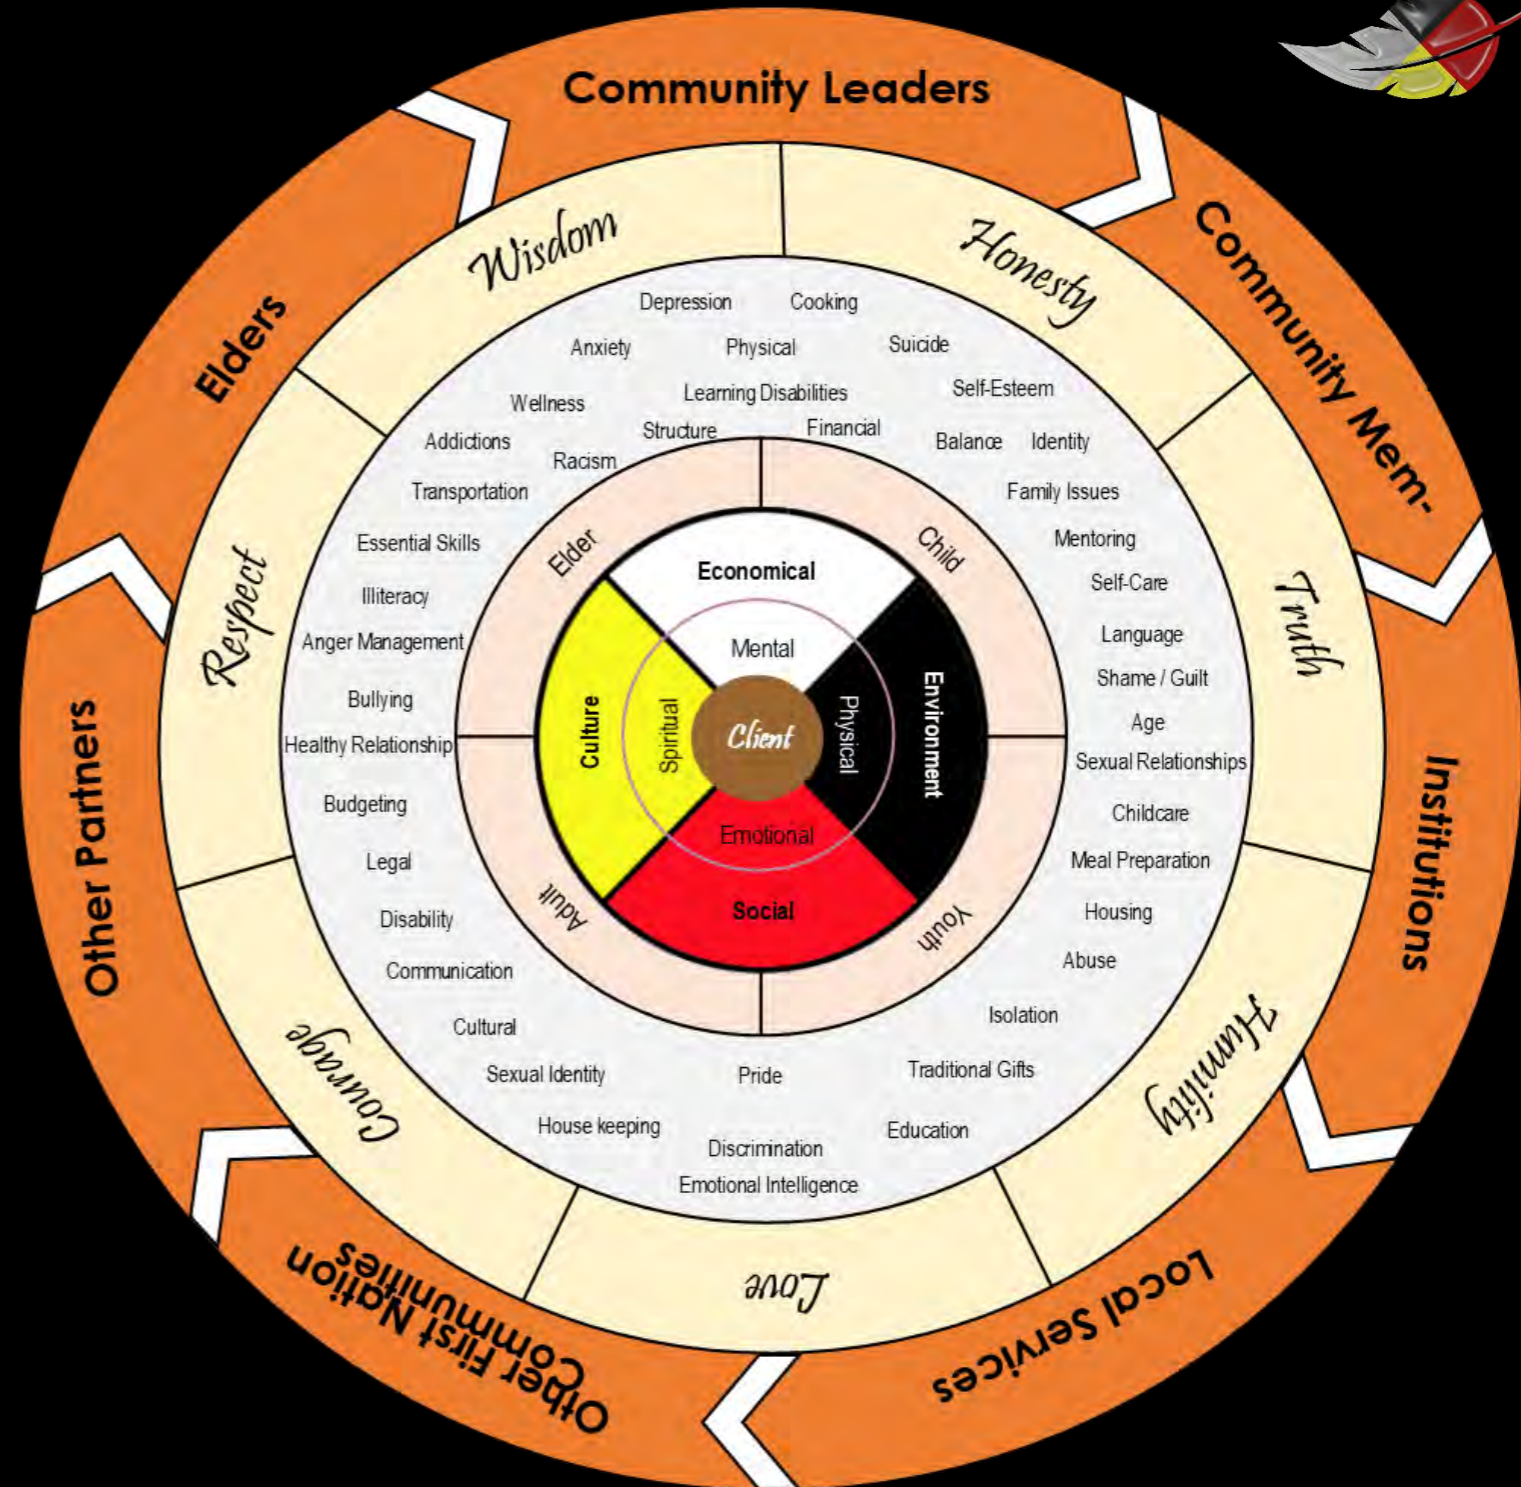 Community Leaders
Community Mem-
Institutions
Local Services
Other First Nation
Communities
Other Partners
Elders
Wisdom
Honesty
Truth
Humility
Love
Courage
Respect
Depression
Cooking
Anxiety
Physical
Suicide
Wellness
Learning Disabilities
Self-Esteem
Addictions
Structure
Financial
Balance
Identity
Racism
Transportation
Family Issues
Essential Skills
Mentoring
Illiteracy
Self-Care
Anger Management
Language
Bullying
Shame / Guilt
Healthy Relationship
Age
Sexual Relationships
Budgeting
Childcare
Legal
Meal Preparation
Disability
Housing
Communication
Abuse
Cultural
Isolation
Sexual Identity
Pride
Traditional Gifts
House keeping
Discrimination
Education
Emotional Intelligence
Elder
Child
Youth
Adult
Economical
Environment
Social
Culture
Mental
Physical
Emotional
Spiritual
Client